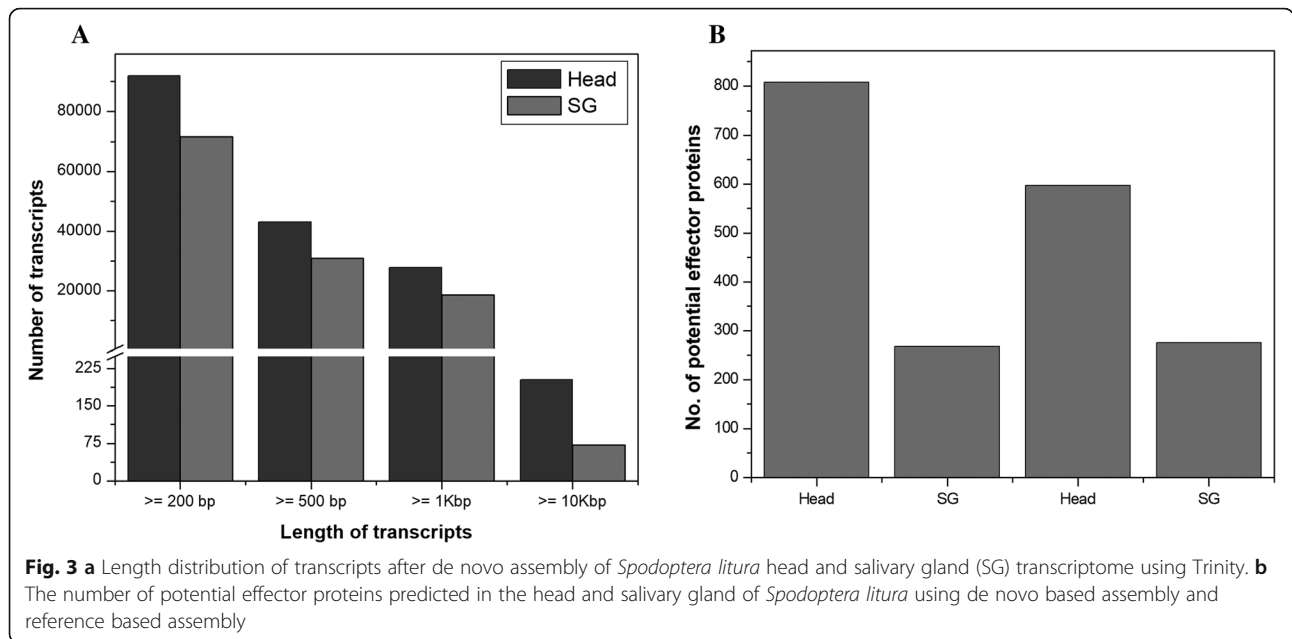 A
Number of transcripts
80000
60000
40000
20000
225
150
75
0
Head
SG
>= 200 bp
>= 500 bp
>= 1Kbp
>= 10Kbp
Length of transcripts
B
No. of potential effector proteins
800
700
600
500
400
300
200
100
0
Head
SG
Head
SG
Fig. 3 a Length distribution of transcripts after de novo assembly of Spodoptera litura head and salivary gland (SG) transcriptome using Trinity. b
The number of potential effector proteins predicted in the head and salivary gland of Spodoptera litura using de novo based assembly and
reference based assembly